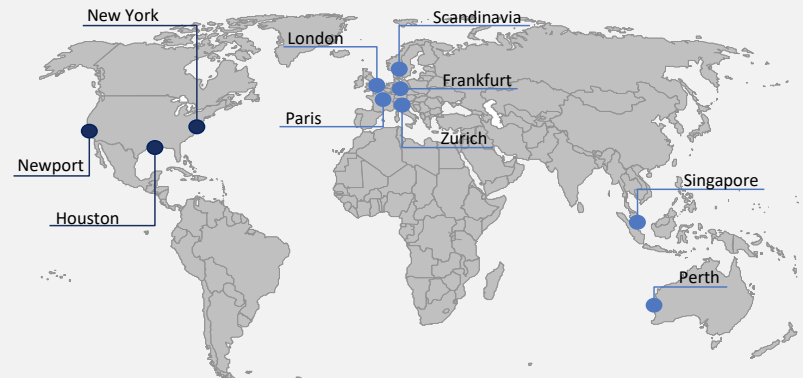 New York
Scandinavia
London
Frankfurt
Paris
Zurich
Newport
Singapore
Houston
Perth